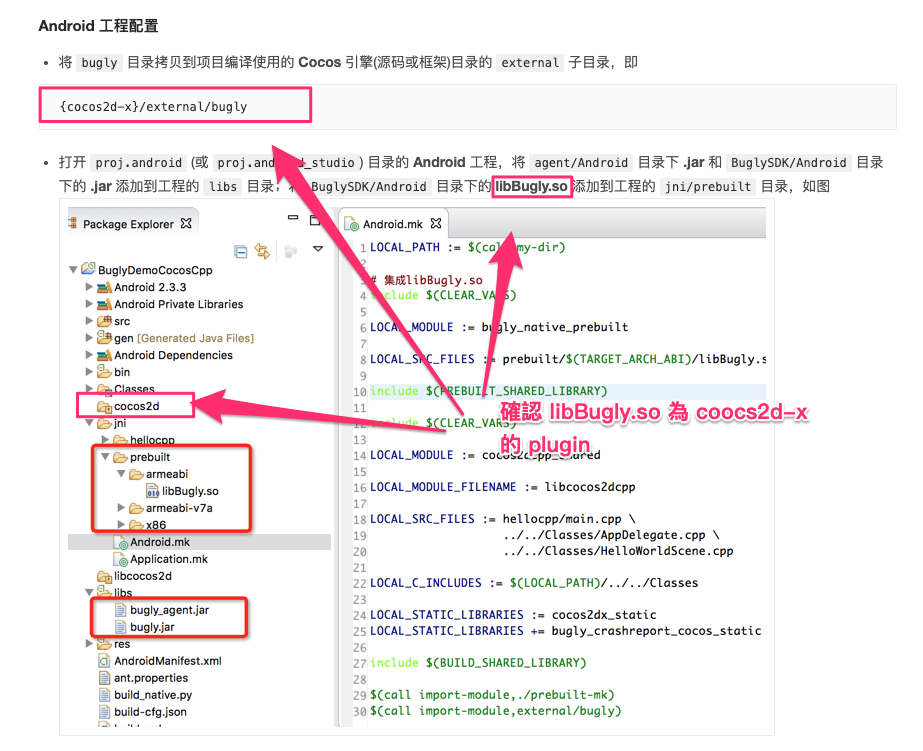 Android 工程配置
• 将 bugly 目录拷贝到项目编译使用的 Cocos 引擎(源码或框架)目录的 external 子目录，即
{cocos2d-x}/external/bugly
• 打开 proj.android (或 proj.android_studio) 目录的 Android 工程，将 agent/Android 目录下 .jar 和 BuglySDK/Android 目录
下的 .jar 添加到工程的 libs 目录，将 BuglySDK/Android 目录下的 libBugly.so 添加到工程的 jni/prebuilt 目录，如图
Package Explorer
BuglyDemoCocosCpp
Android 2.3.3
Android Private Libraries
src
gen [Generated Java Files]
Android Dependencies
bin
Classes
cocos2d
jni
hellocpp
prebuilt
armeabi
libBugly.so
armeabi-v7a
x86
Android.mk
Application.mk
libcocos2d
libs
bugly_agent.jar
bugly.jar
res
AndroidManifest.xml
ant.properties
build_native.py
build-cfg.json
Android.mk
1 LOCAL_PATH := $(call my-dir)
2
3 # 集成libBugly.so
4 include $(CLEAR_VARS)
5
6 LOCAL_MODULE := bugly_native_prebuilt
7
8 LOCAL_SRC_FILES := prebuilt/$(TARGET_ARCH_ABI)/libBugly.s
9
10 include $(PREBUILT_SHARED_LIBRARY)
11
12 include $(CLEAR_VARS)
13
14 LOCAL_MODULE := cocos2dcpp_shared
15
16 LOCAL_MODULE_FILENAME := libcocos2dcpp
17
18 LOCAL_SRC_FILES := hellocpp/main.cpp \
19 ../../Classes/AppDelegate.cpp \
20 ../../Classes/HelloWorldScene.cpp
21
22 LOCAL_C_INCLUDES := $(LOCAL_PATH)/../../Classes
23
24 LOCAL_STATIC_LIBRARIES := cocos2dx_static
25 LOCAL_STATIC_LIBRARIES += bugly_crashreport_cocos_static
26
27 include $(BUILD_SHARED_LIBRARY)
28
29 $(call import-module,./prebuilt-mk)
30 $(call import-module,external/bugly)
確認 libBugly.so 為 coocs2d-x
的 plugin